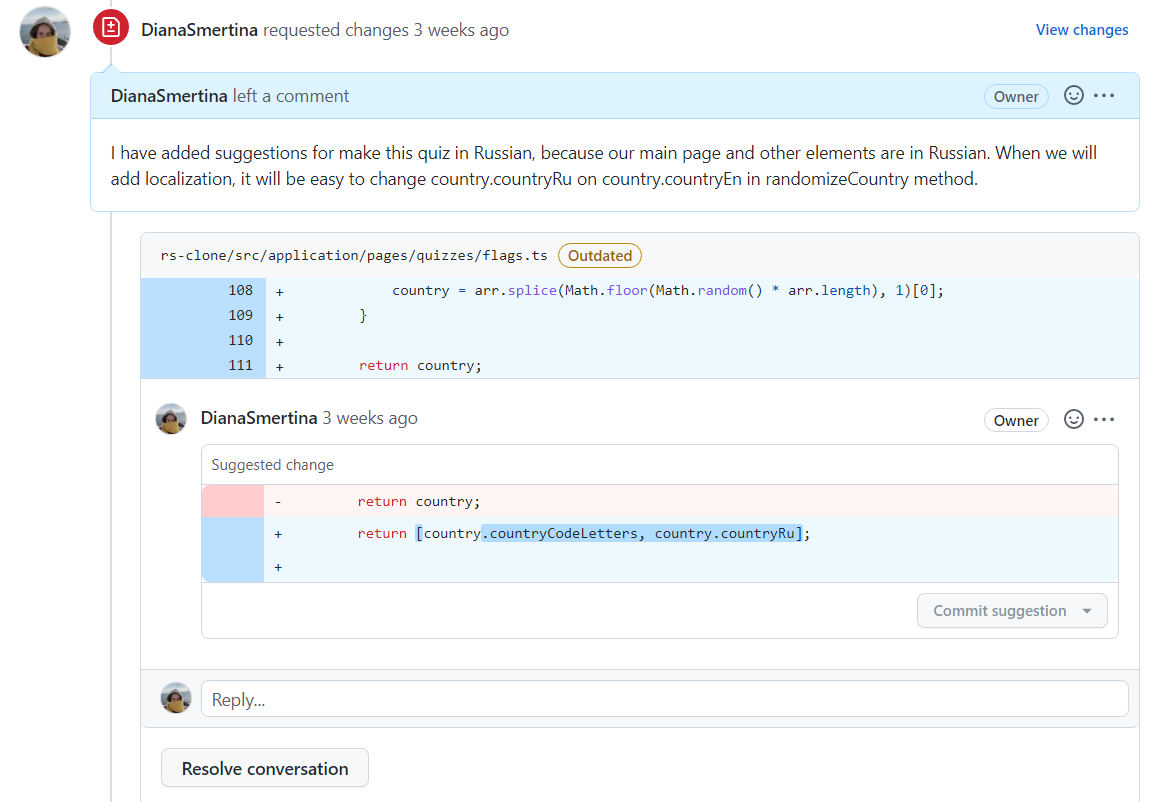 DianaSmertina requested changes 3 weeks ago View changes
DianaSmertina left a comment Owner
I have added suggestions for make this quiz in Russian, because our main page and other elements are in Russian. When we will
add localization, it will be easy to change country.countryRu on country.countryEn in randomizeCountry method.
rs-clone/src/application/pages/quizzes/flags.ts Outdated
108 + country = arr.splice(Math.floor(Math.random() * arr.length), 1)[0];
109 + }
110 +
111 + return country;
DianaSmertina 3 weeks ago Owner
Suggested change
- return country;
+ return [country.countryCodeLetters, country.countryRu];
+
Commit suggestion
Reply...
Resolve conversation